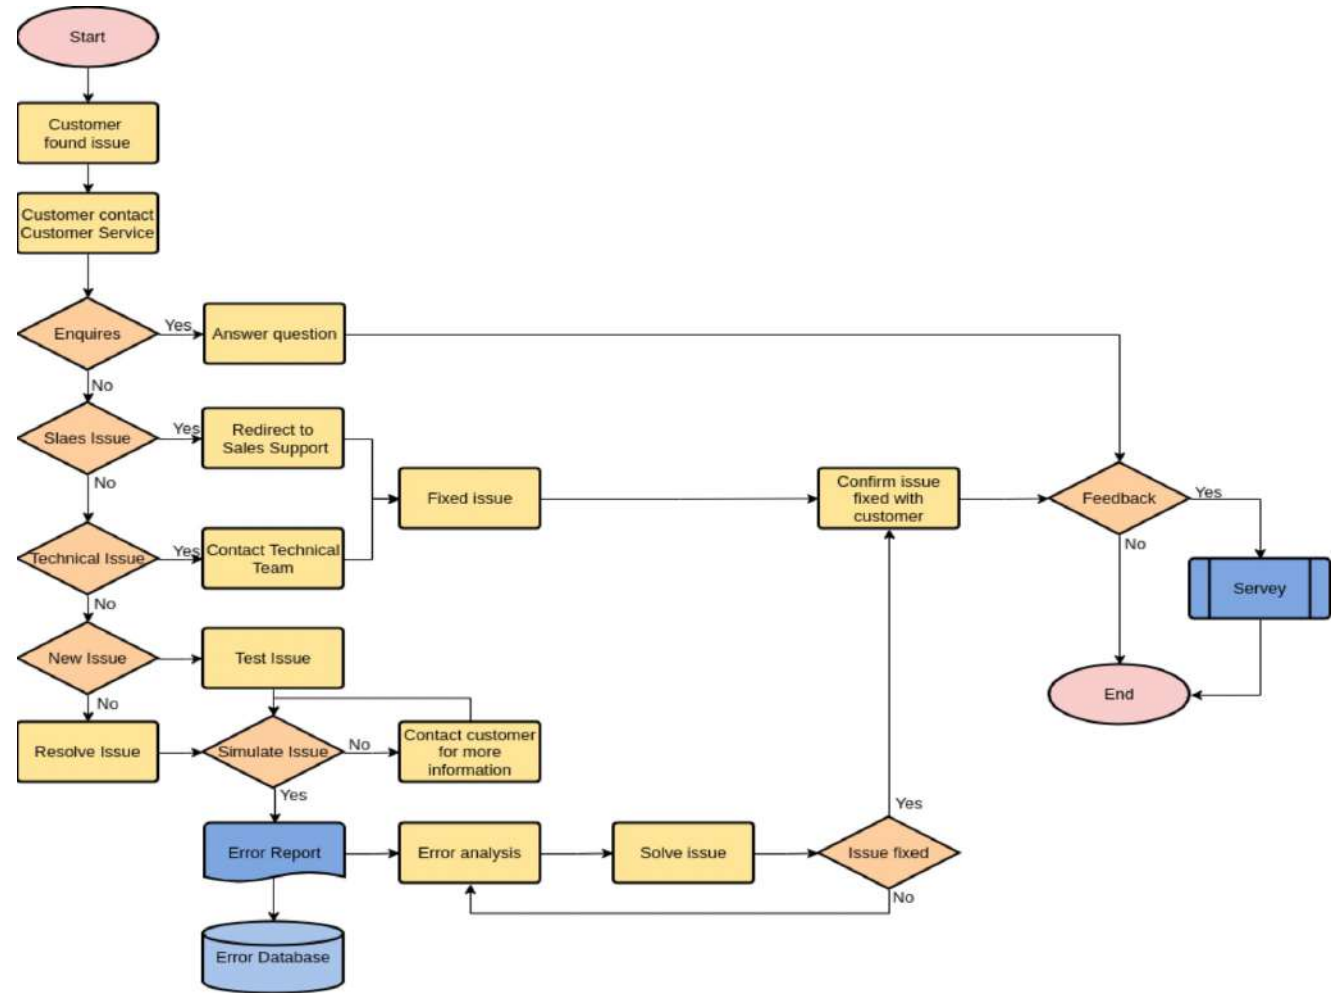 Start
Customer
found issue
Customer contact
Customer Service
Enquires
Yes
Answer question
No
Slaes Issue
Yes
Redirect to
Sales Support
No
Fixed issue
Confirm issue
fixed with
customer
Feedback
Yes
No
Technical Issue
Yes
Contact Technical
Team
No
Servey
New Issue
Test Issue
No
End
Resolve Issue
Simulate Issue
No
Contact customer
for more
information
Yes
Error Report
Error analysis
Solve issue
Issue fixed
Yes
No
Error Database